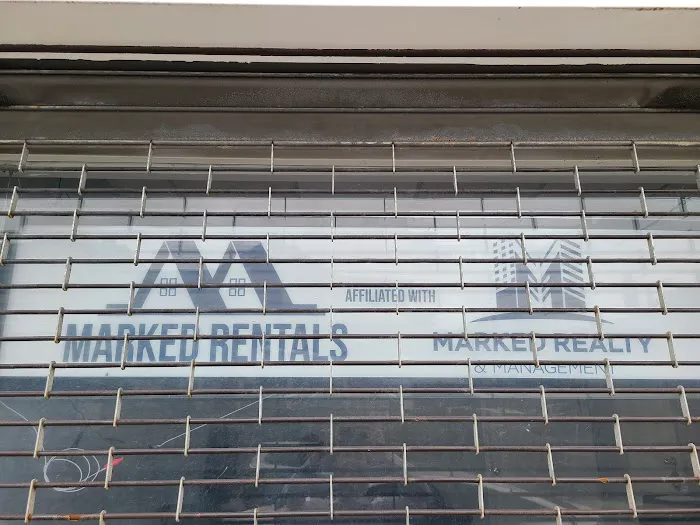 MARKED RENTALS
AFFILIATED WITH
M
MARKED REALTY
& MANAGEMENT